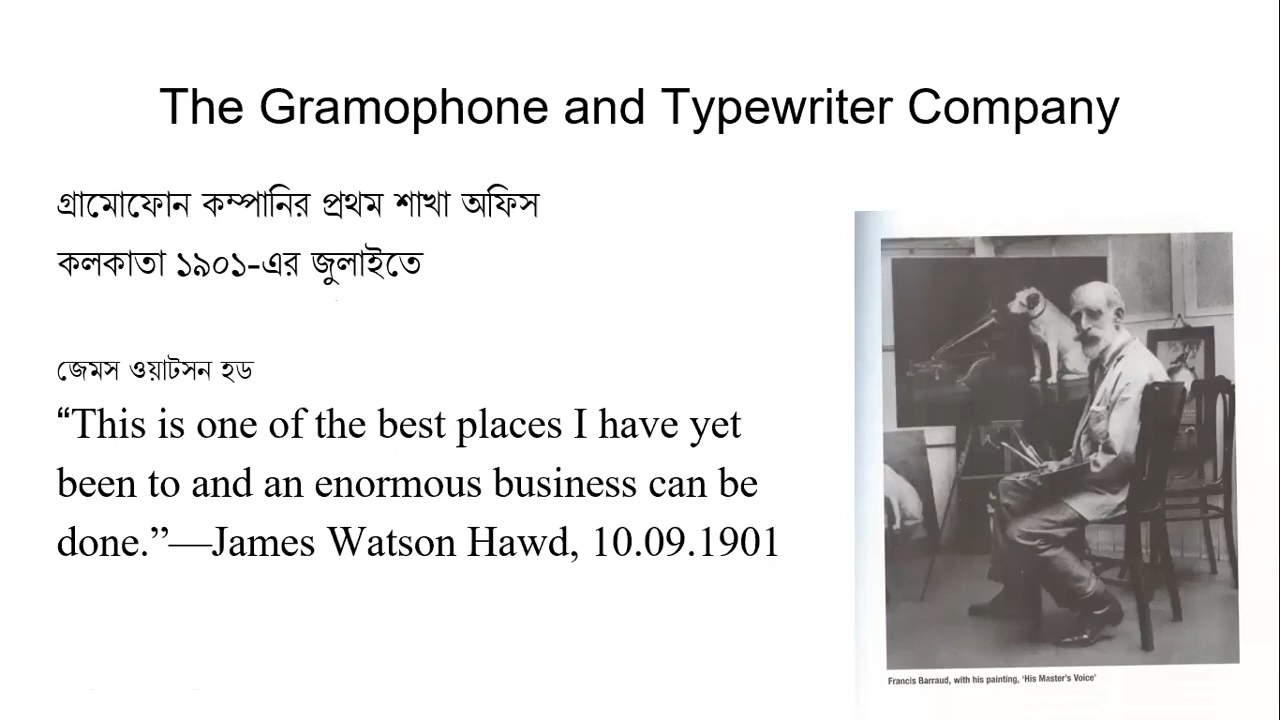 The Gramophone and Typewriter Company
গ্রামোফোন কম্পানির প্রথম শাখা অফিস
কলকাতা ১৯০১-এর জুলাইতে
জেমস ওয়াটসন হড
“This is one of the best places I have yet
been to and an enormous business can be
done.”—James Watson Hawd, 10.09.1901
Francis Barraud, with his painting, ‘His Master's Voice’